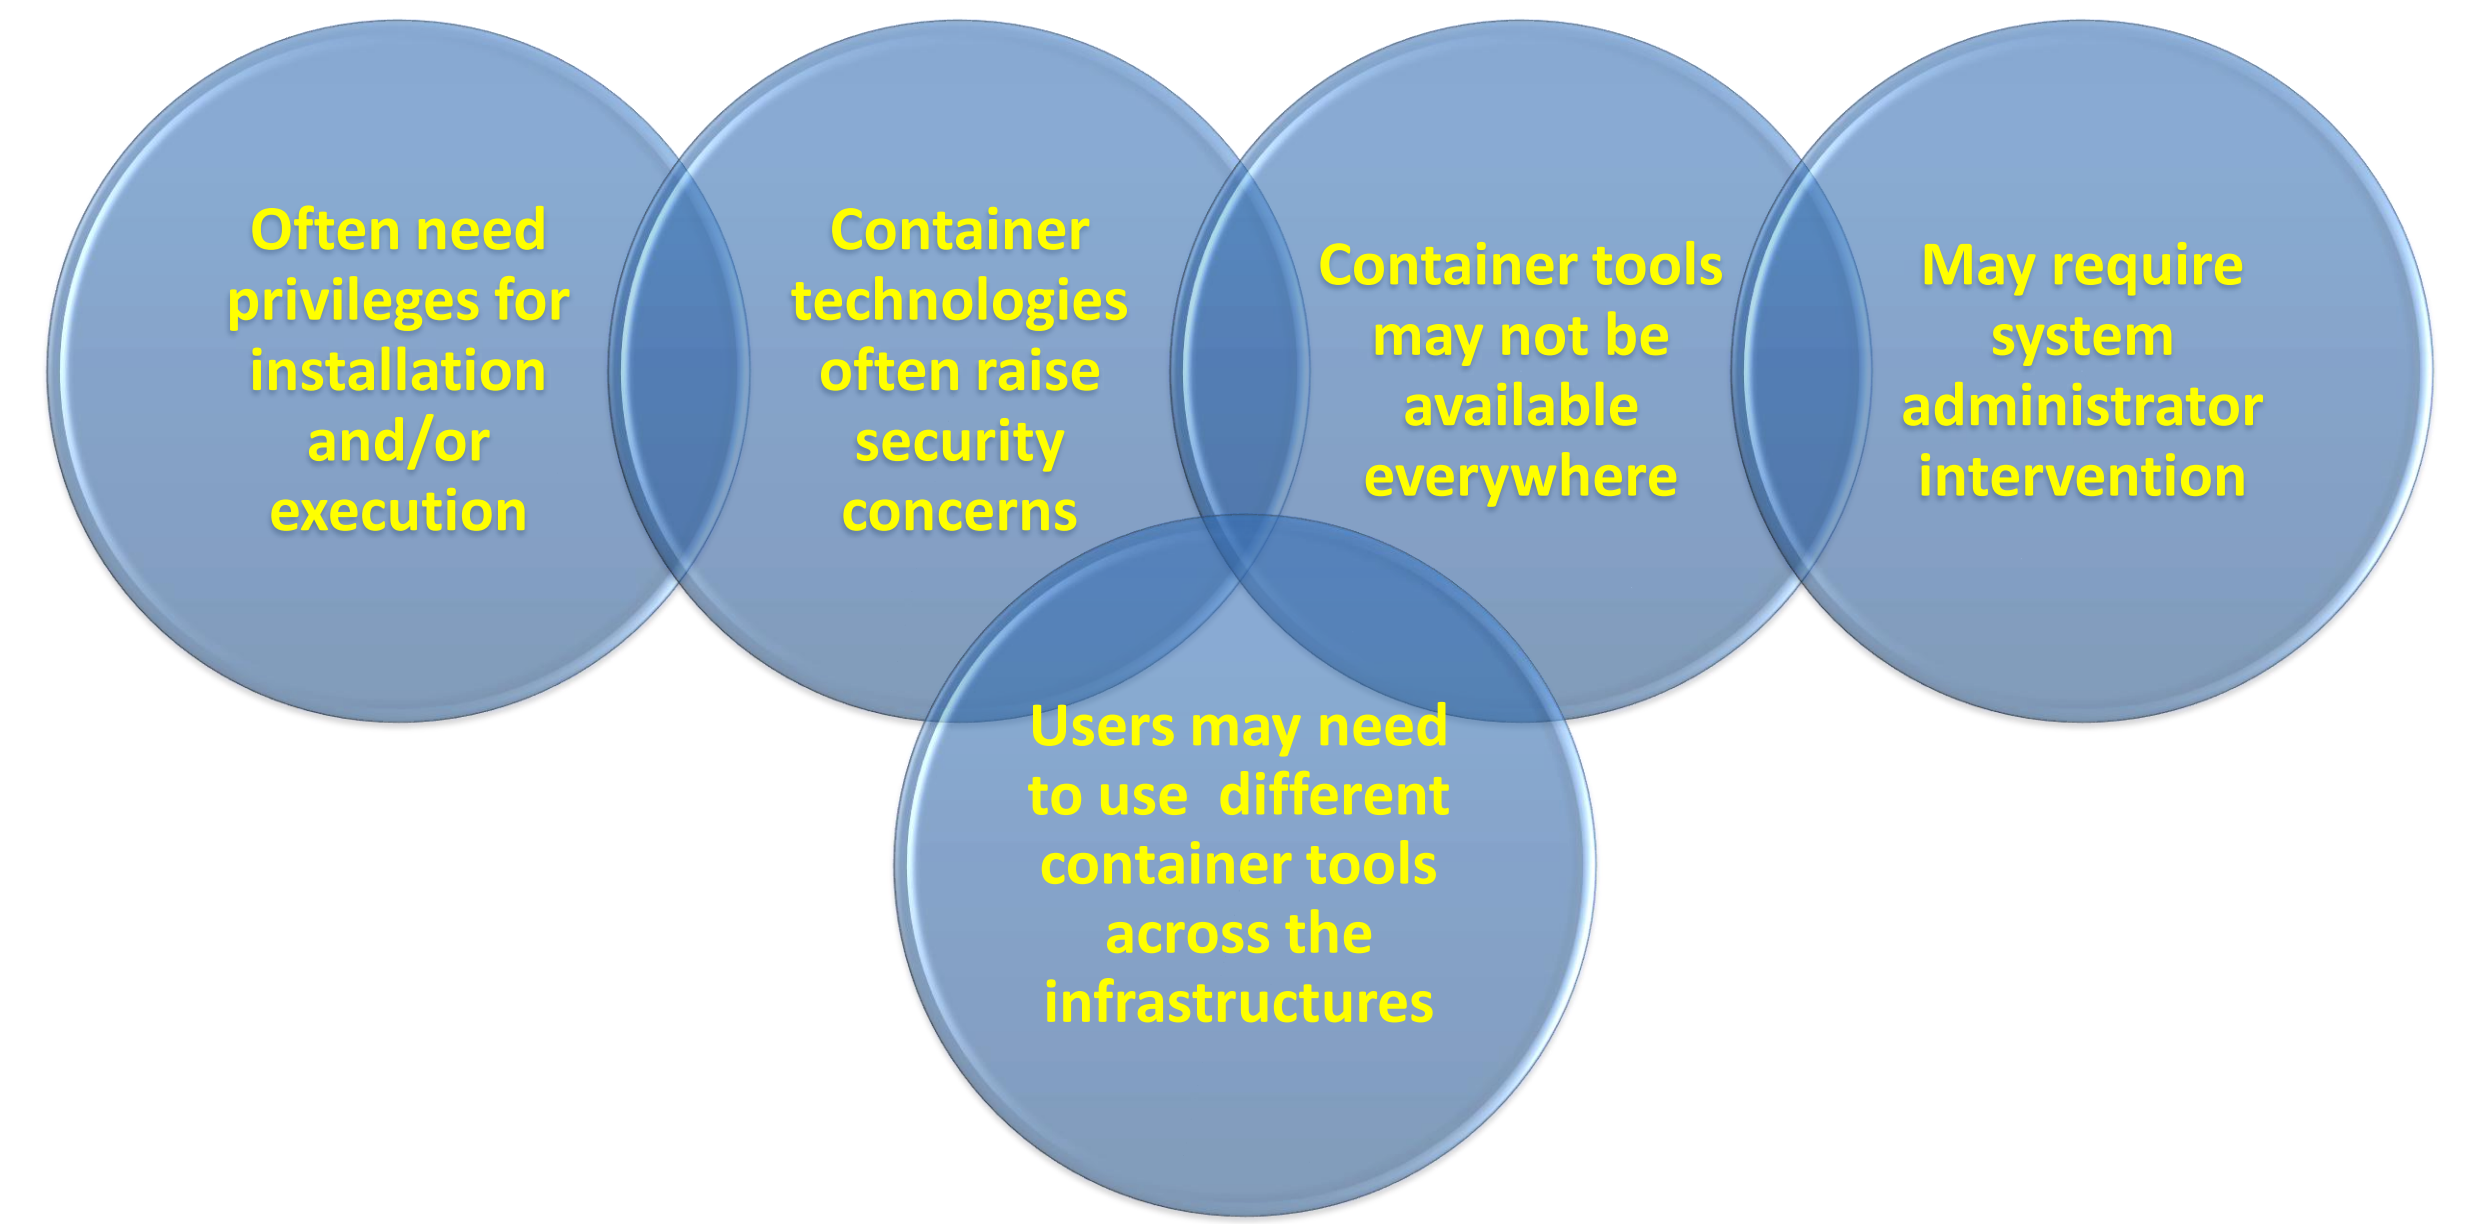 Often need
privileges for
installation
and/or
execution
Container
technologies
often raise
security
concerns
Container tools
may not be
available
everywhere
May require
system
administrator
intervention
Users may need
to use  different
container tools
across the
infrastructures